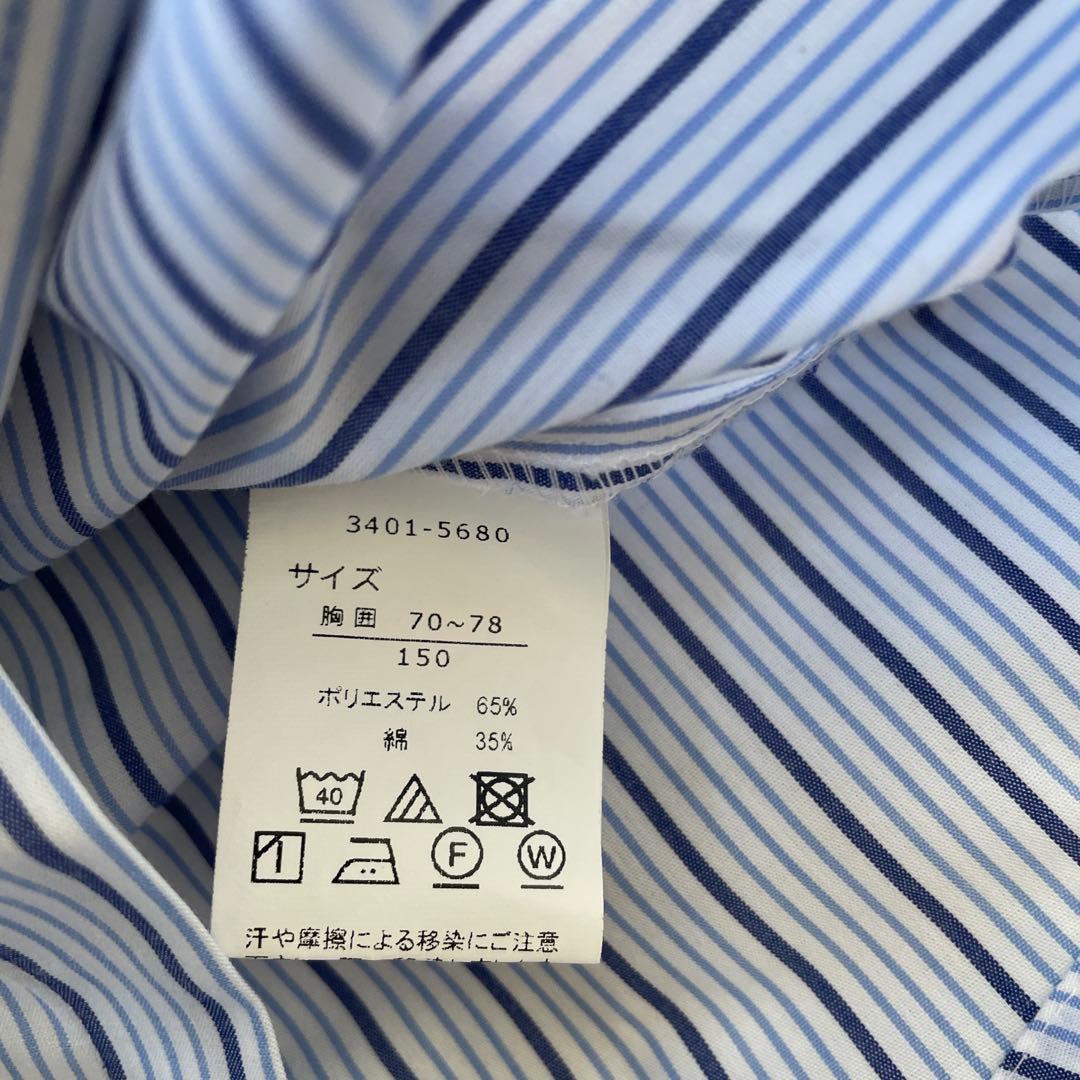 3401-5680
サイズ
胸囲 70~78
150
ポリエステル 65%
綿 35%
40
F W
汗や摩擦による移染にご注意